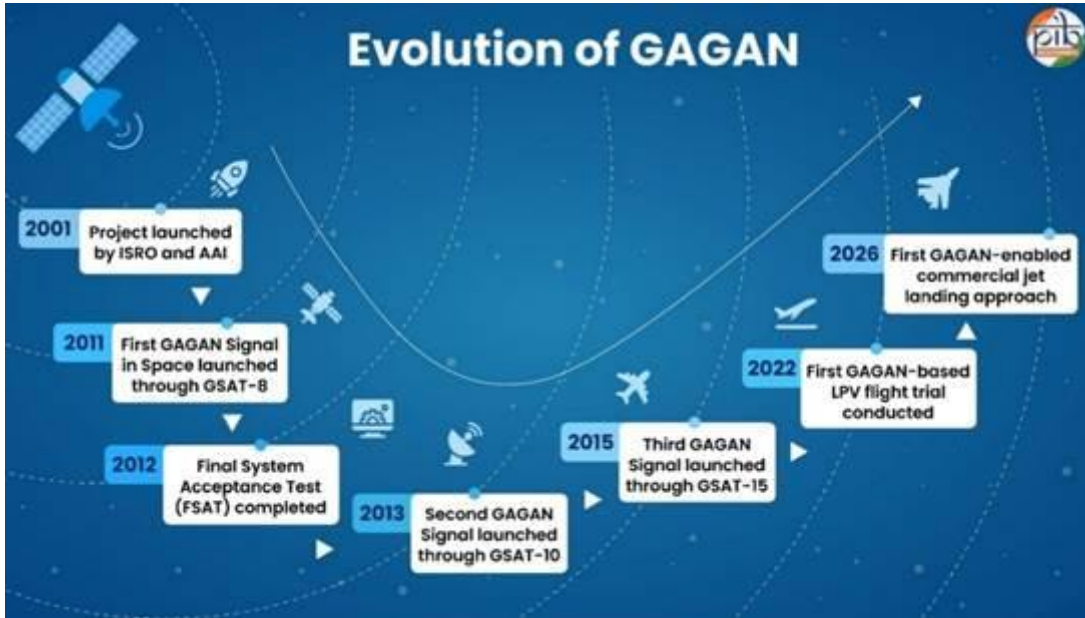 Evolution of GAGAN
pib
2001
Project launched
by ISRO and AAI
2011
First GAGAN Signal
in Space launched
through GSAT-8
2012
Final System
Acceptance Test
(FSAT) completed
2013
Second GAGAN
Signal launched
through GSAT-10
2015
Third GAGAN
Signal launched
through GSAT-15
2022
First GAGAN-based
LPV flight trial
conducted
2026
First GAGAN-enabled
commercial jet
landing approach